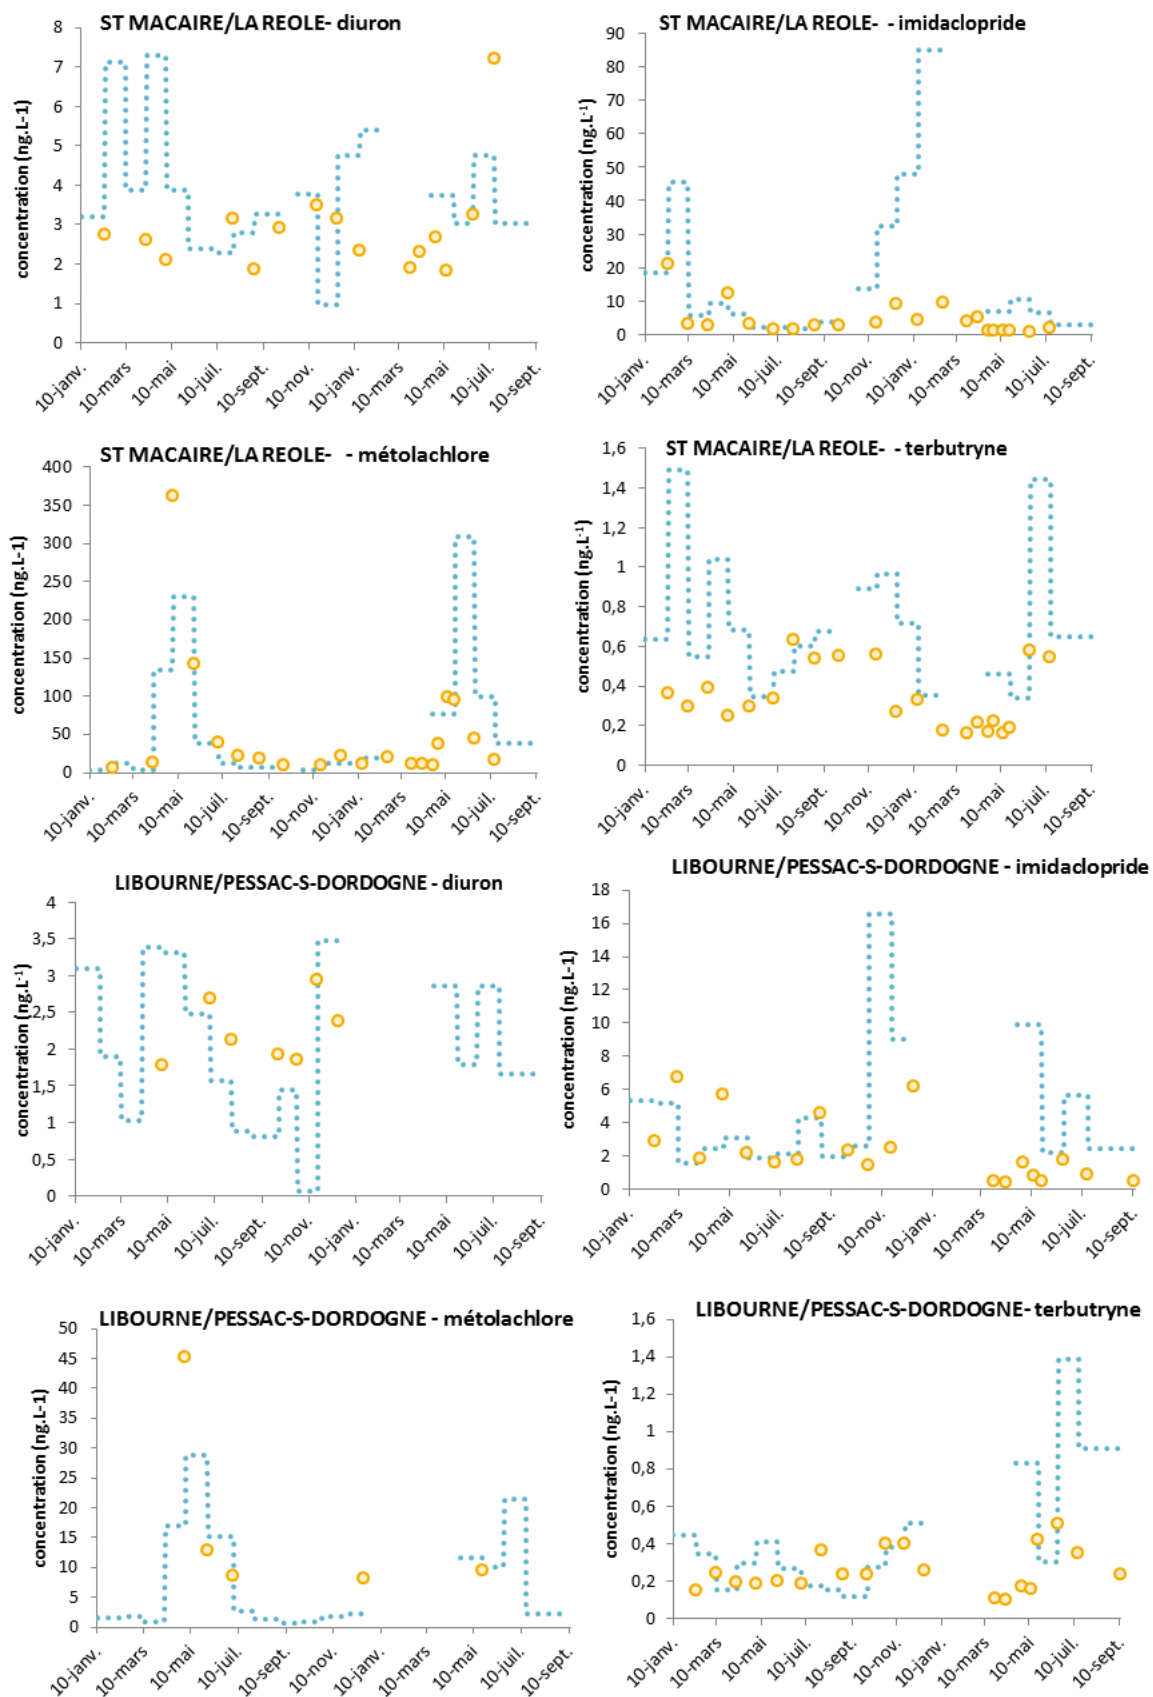 ST MACAIRE/LA REOLE- diuron
concentration (ng.L-1)
8
7
6
5
4
3
2
1
0
10-janv.
10-mars
10-mai
10-juil.
10-sept.
10-nov.
10-janv.
10-mars
10-mai
10-juil.
10-sept.
ST MACAIRE/LA REOLE- - imidaclopride
concentration (ng.L-1)
90
80
70
60
50
40
30
20
10
0
10-janv.
10-mars
10-mai
10-juil.
10-sept.
10-nov.
10-janv.
10-mars
10-mai
10-juil.
10-sept.
ST MACAIRE/LA REOLE- - métolachlore
concentration (ng.L-1)
400
350
300
250
200
150
100
50
0
10-janv.
10-mars
10-mai
10-juil.
10-sept.
10-nov.
10-janv.
10-mars
10-mai
10-juil.
10-sept.
ST MACAIRE/LA REOLE- - terbutryne
concentration (ng.L-1)
1,6
1,4
1,2
1
0,8
0,6
0,4
0,2
0
10-janv.
10-mars
10-mai
10-juil.
10-sept.
10-nov.
10-janv.
10-mars
10-mai
10-juil.
10-sept.
LIBOURNE/PESSAC-S-DORDOGNE - diuron
concentration (ng.L-1)
4
3,5
3
2,5
2
1,5
1
0,5
0
10-janv.
10-mars
10-mai
10-juil.
10-sept.
10-nov.
10-janv.
10-mars
10-mai
10-juil.
10-sept.
LIBOURNE/PESSAC-S-DORDOGNE - imidaclopride
concentration (ng.L-1)
18
16
14
12
10
8
6
4
2
0
10-janv.
10-mars
10-mai
10-juil.
10-sept.
10-nov.
10-janv.
10-mars
10-mai
10-juil.
10-sept.
LIBOURNE/PESSAC-S-DORDOGNE - métolachlore
concentration (ng.L-1)
50
45
40
35
30
25
20
15
10
5
0
10-janv.
10-mars
10-mai
10-juil.
10-sept.
10-nov.
10-janv.
10-mars
10-mai
10-juil.
10-sept.
LIBOURNE/PESSAC-S-DORDOGNE- terbutryne
concentration (ng.L-1)
1,6
1,4
1,2
1
0,8
0,6
0,4
0,2
0
10-janv.
10-mars
10-mai
10-juil.
10-sept.
10-nov.
10-janv.
10-mars
10-mai
10-juil.
10-sept.